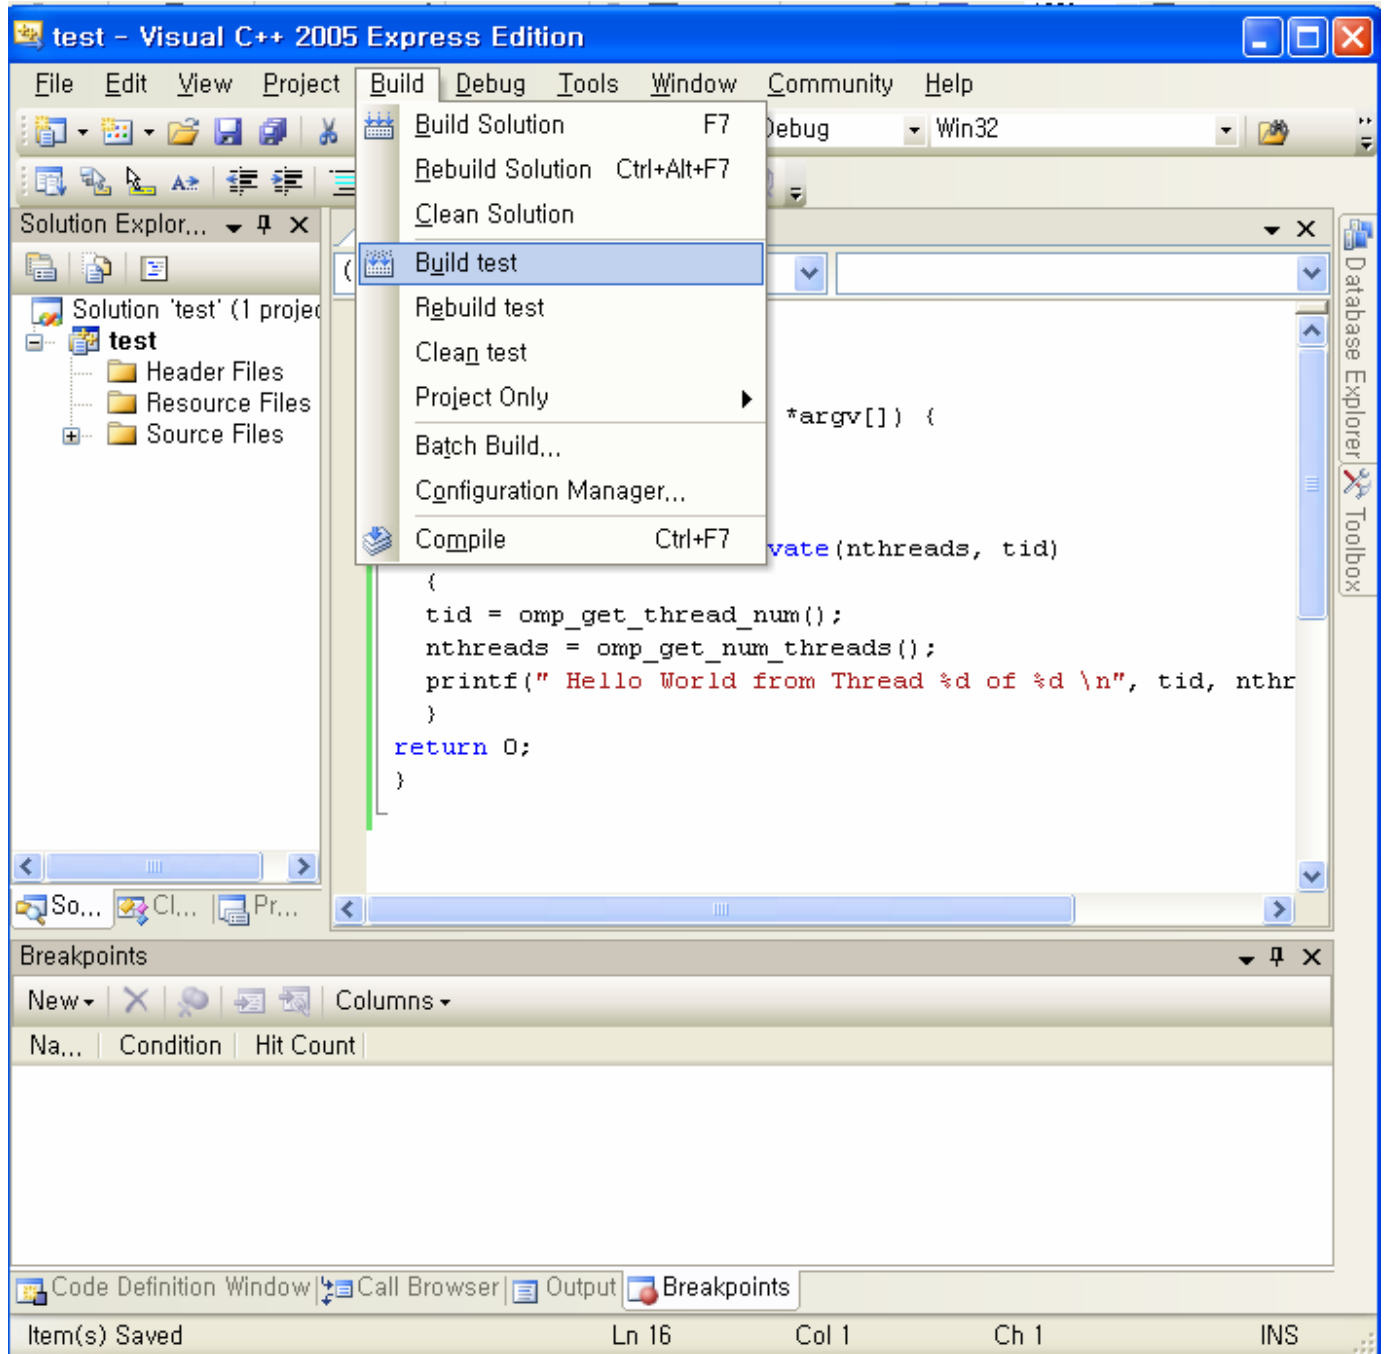 test - Visual C++ 2005 Express Edition
File Edit View Project Build Debug Tools Window Community Help
Build Solution F7
Debug Win32
Rebuild Solution Ctrl+Alt+F7
Clean Solution
Build test
Rebuild test
Clean test
Project Only
Batch Build...
Configuration Manager...
Compile Ctrl+F7
Solution Explor...
Solution 'test' (1 projec
test
Header Files
Resource Files
Source Files
So... Cl... Pr...
(
*argv[]) {
vate(nthreads, tid)
{
tid = omp_get_thread_num();
nthreads = omp_get_num_threads();
printf(" Hello World from Thread %d of %d \n", tid, nthr
}
return 0;
}
Database Explorer
Toolbox
Breakpoints
New Columns
Na... Condition Hit Count
Code Definition Window Call Browser Output Breakpoints
Item(s) Saved Ln 16 Col 1 Ch 1 INS